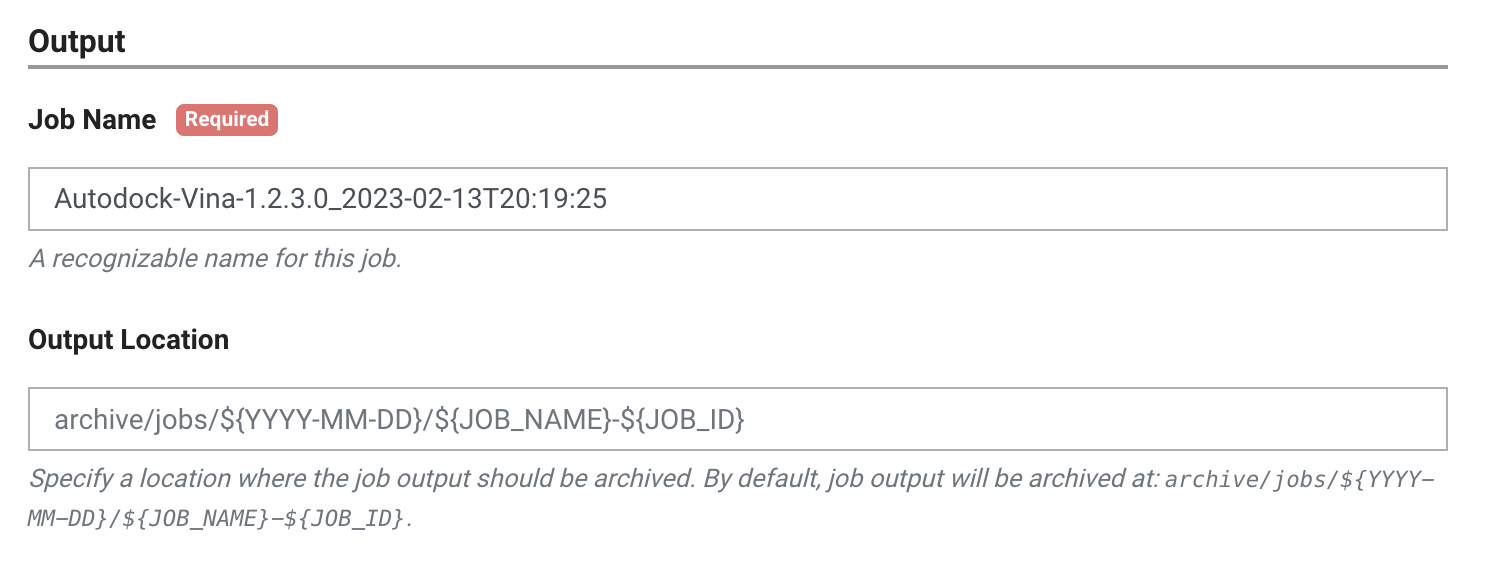 Output
Job Name Required
Autodock-Vina-1.2.3.0_2023-02-13T20:19:25
A recognizable name for this job.
Output Location
archive/jobs/${YYYY-MM-DD}/${JOB_NAME}-${JOB_ID}
Specify a location where the job output should be archived. By default, job output will be archived at: archive/jobs/${YYYY-
MM-DD}/${JOB_NAME}-${JOB_ID}.